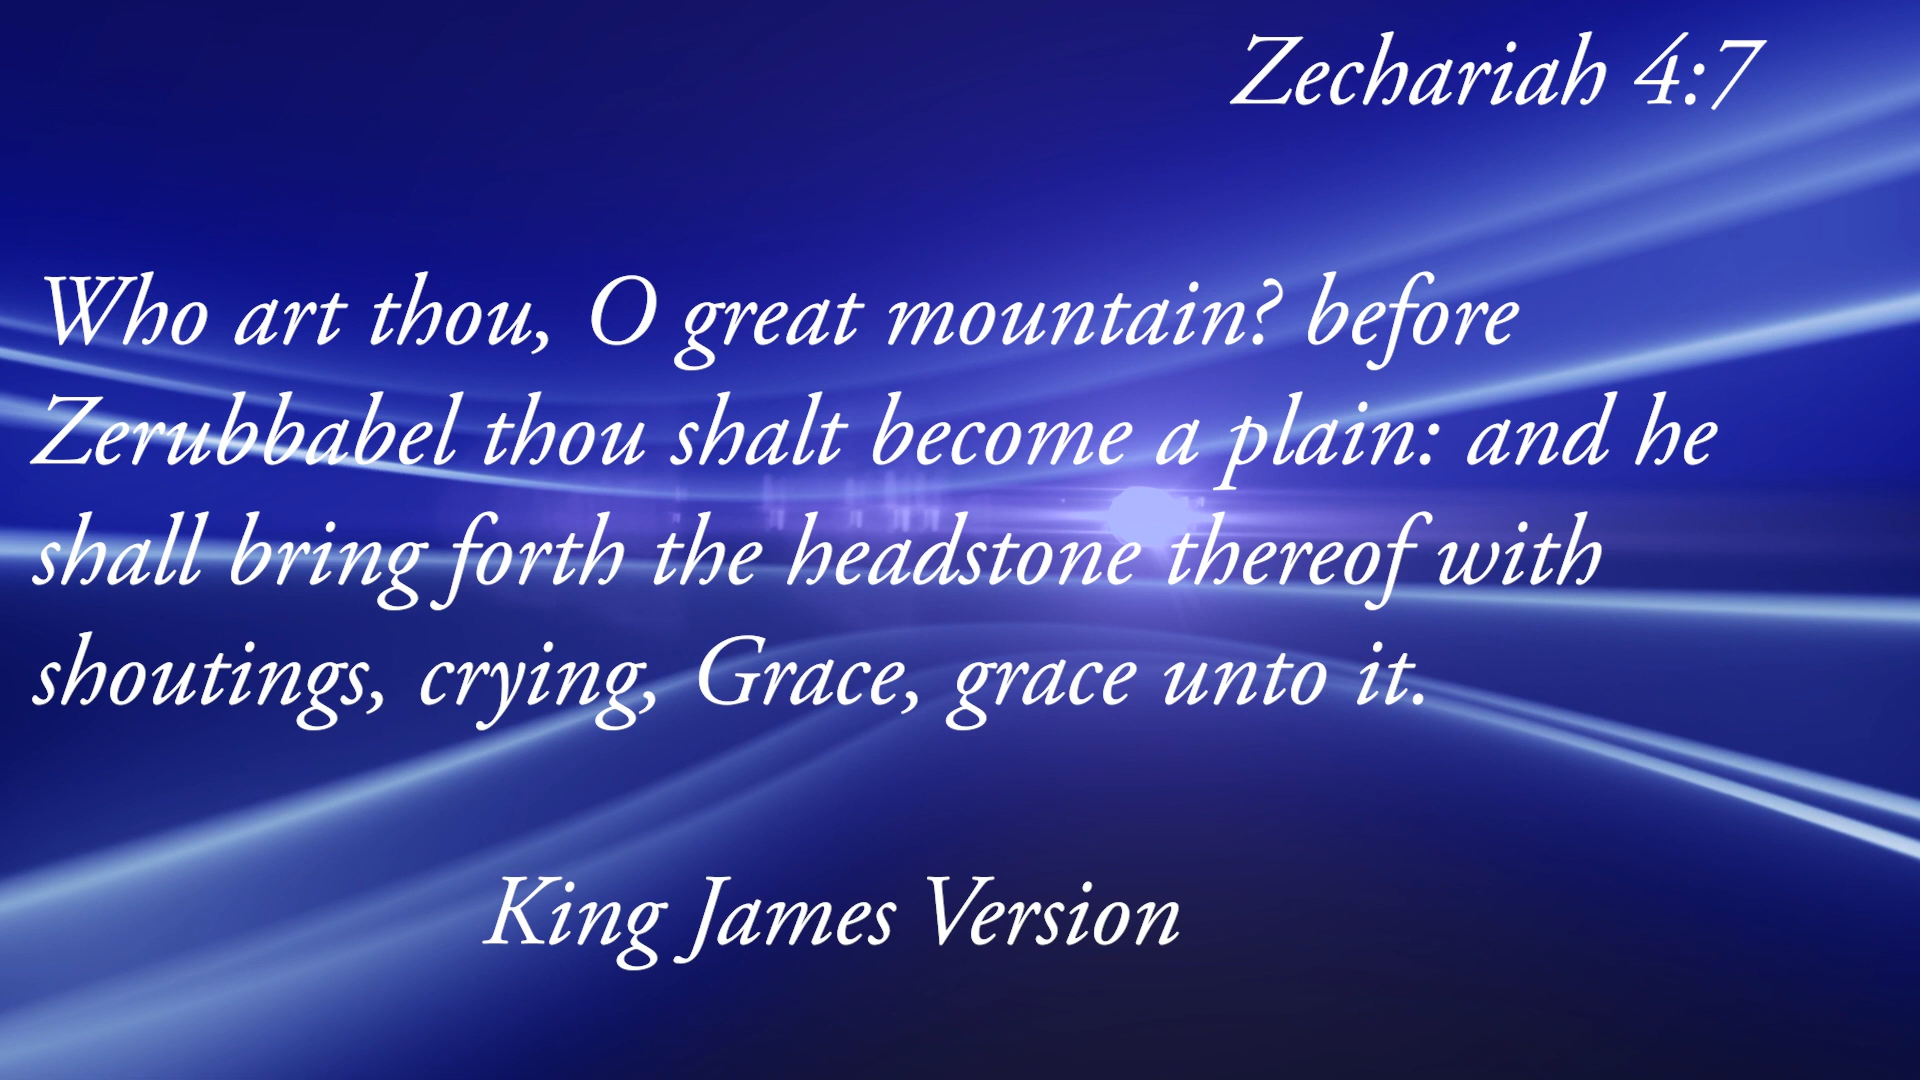 Zechariah 4:7
Who art thou, O great mountain? before
Zerubbabel thou shalt become a plain: and he
shall bring forth the headstone thereof with
shoutings, crying, Grace, grace unto it.
King James Version